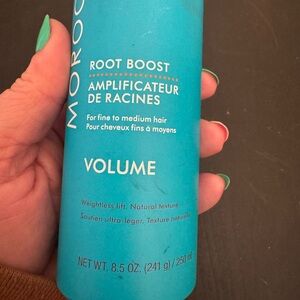 MOROC
ROOT BOOST
AMPLIFICATEUR
DE RACINES
For fine to medium hair
Pour cheveux fins à moyens
VOLUME
Weightless lift. Natural texture.
Soutien ultra-léger. Texture
NET WT. 8.5 OZ. (241 g) / 250